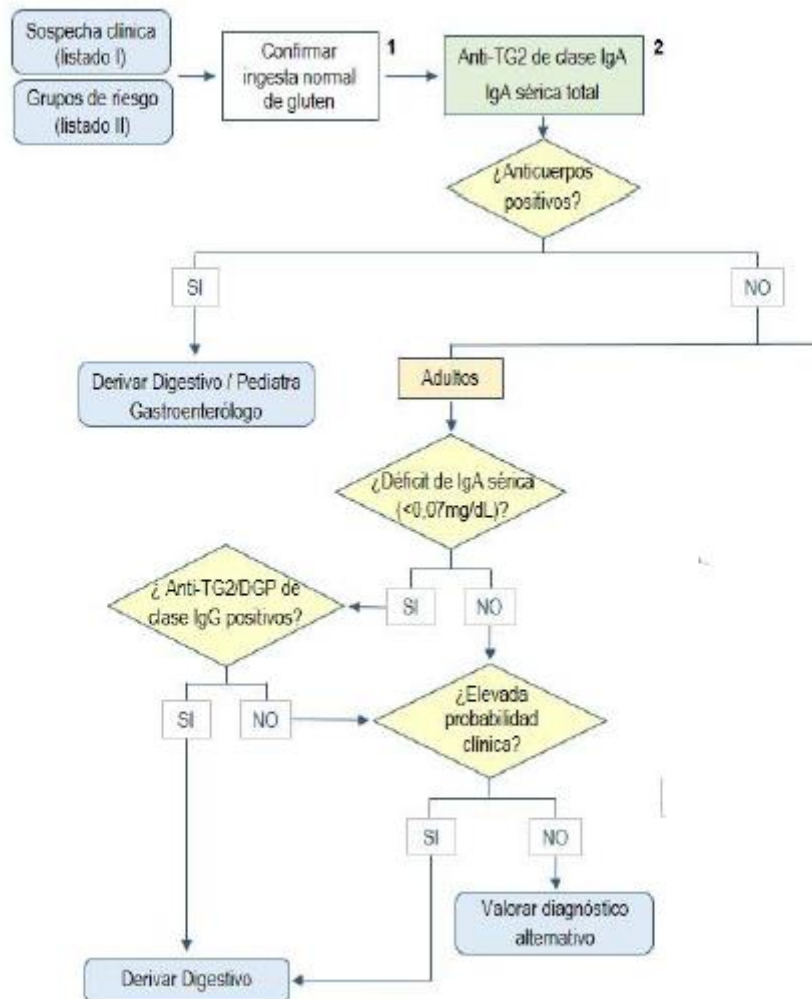 Sospecha clínica
(listado I)
Grupos de riesgo
(listado II)
Confirmar
ingesta normal
de gluten
1
Anti-TG2 de clase IgA
IgA sérica total
2
¿Anticuerpos
positivos?
SI
NO
Derivar Digestivo / Pediatra
Gastroenterólogo
Adultos
¿Déficit de IgA sérica
(<0,07mg/dL)?
¿ Anti-TG2/DGP de
clase IgG positivos?
SI
NO
SI
NO
¿Elevada
probabilidad
clínica?
SI
NO
Valorar diagnóstico
alternativo
Derivar Digestivo